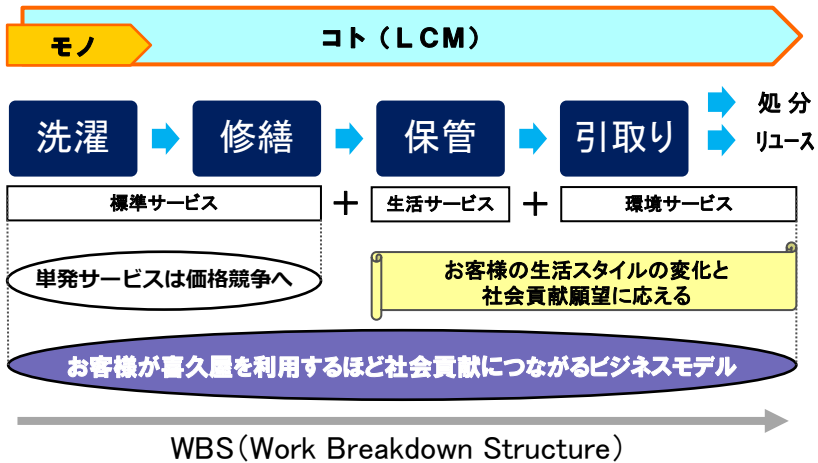 モノ
コト（ＬＣＭ）
洗濯
修繕
保管
引取り
処 分
リユース
標準サービス
＋
生活サービス
＋
環境サービス
単発サービスは価格競争へ
お客様の生活スタイルの変化と
社会貢献願望に応える
お客様が喜久屋を利用するほど社会貢献につながるビジネスモデル
WBS（Work Breakdown Structure）